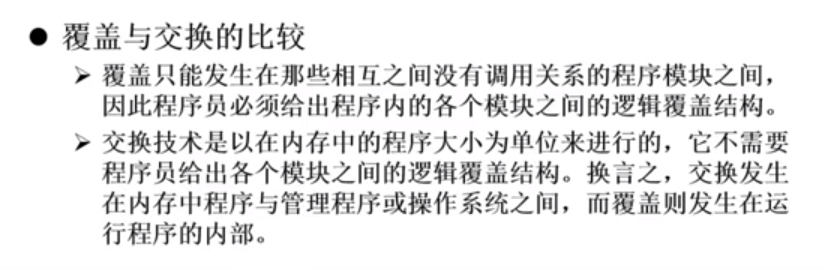 ● 覆盖与交换的比较
➢ 覆盖只能发生在那些相互之间没有调用关系的程序模块之间，
因此程序员必须给出程序内的各个模块之间的逻辑覆盖结构。
➢ 交换技术是以在内存中的程序大小为单位来进行的，它不需要
程序员给出各个模块之间的逻辑覆盖结构。换言之，交换发生
在内存中程序与管理程序或操作系统之间，而覆盖则发生在运
行程序的内部。